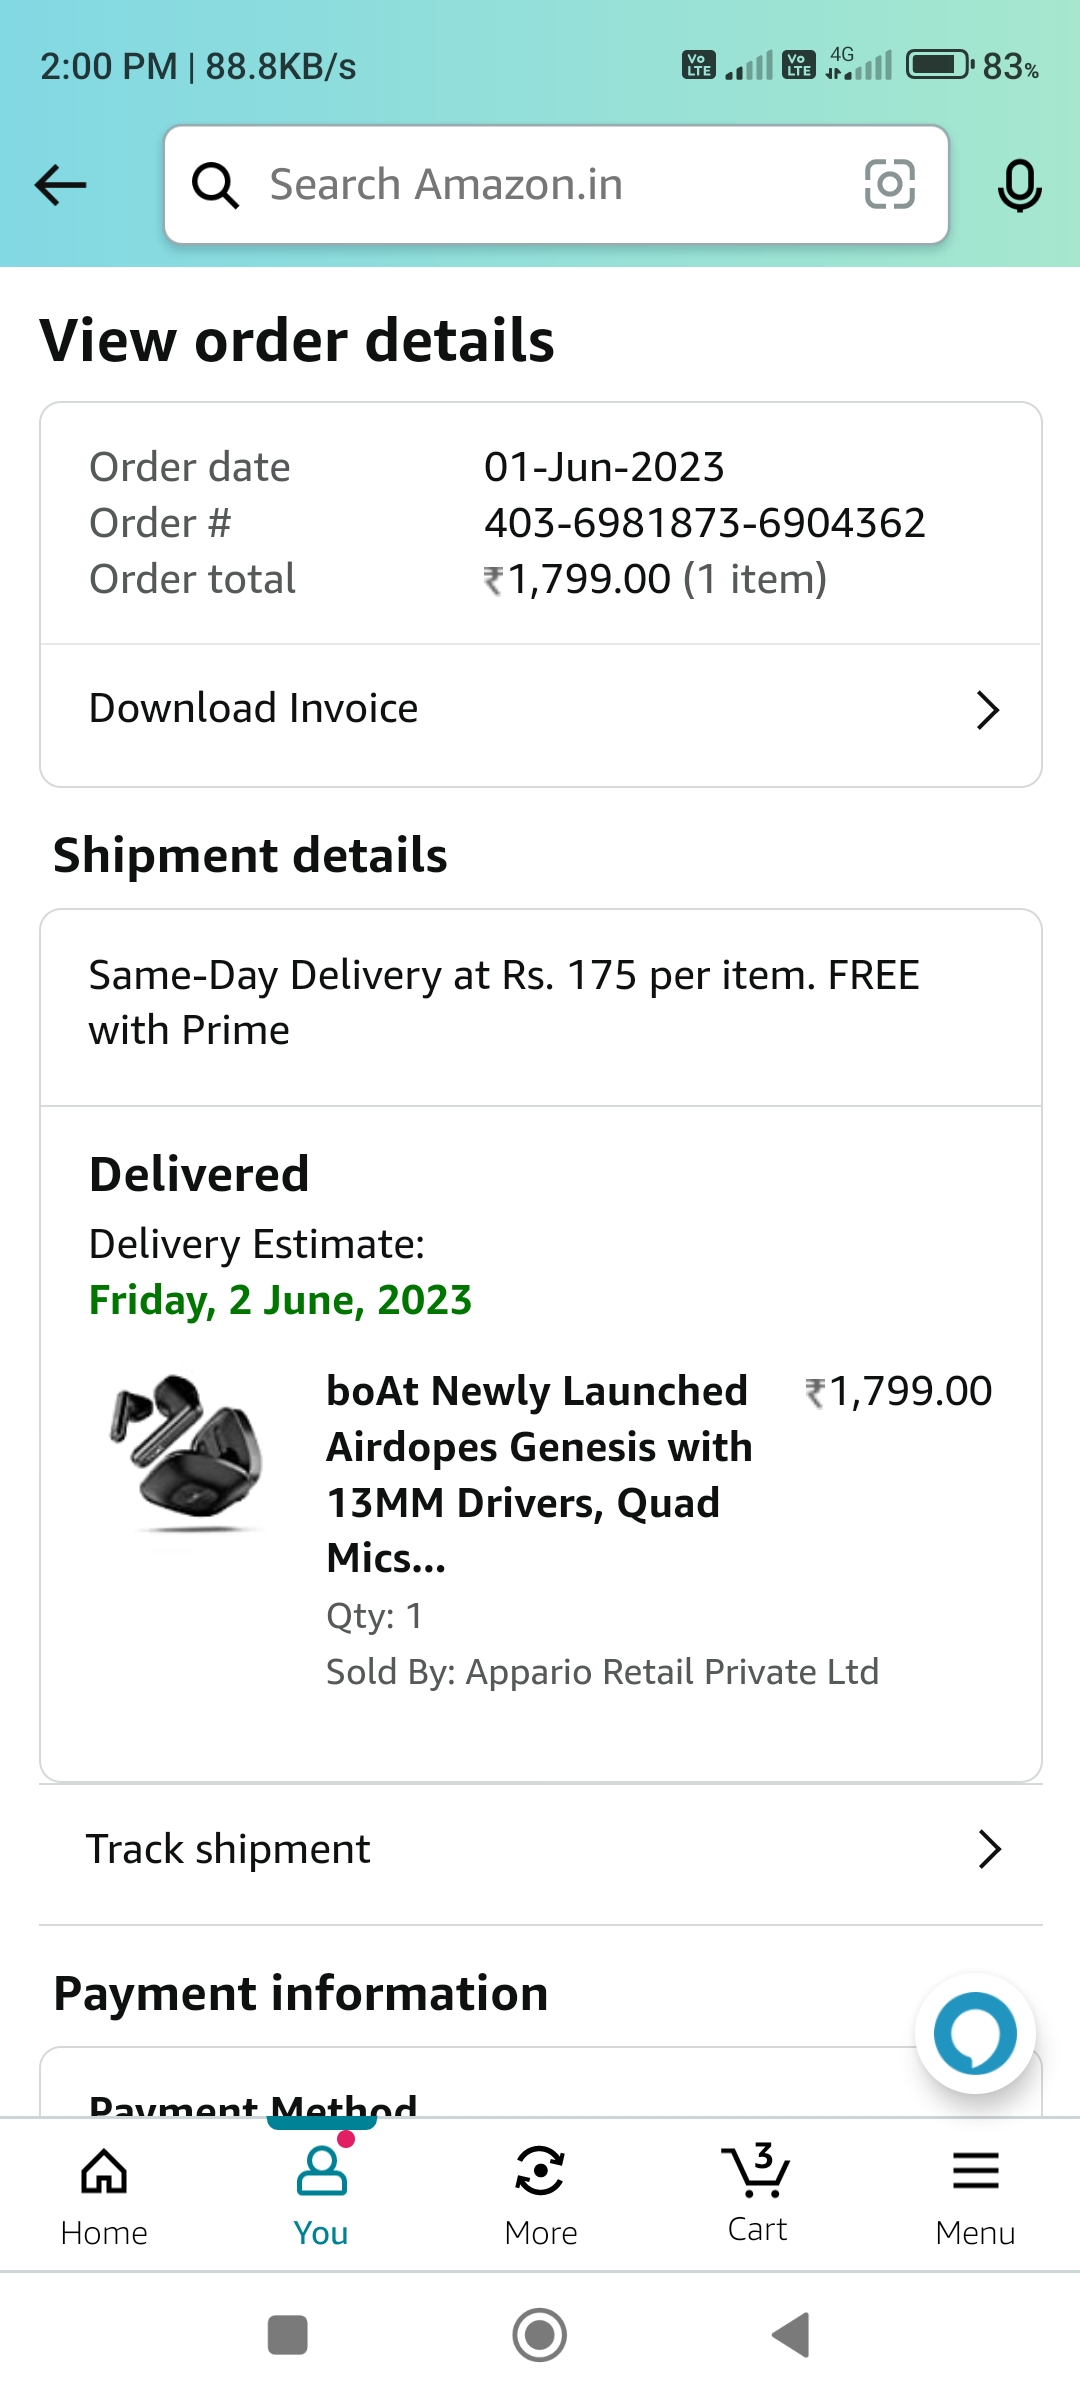 2:00 PM | 88.8KB/s
Vo LTE Vo LTE 4G 83%
Search Amazon.in
View order details
Order date 01-Jun-2023
Order # 403-6981873-6904362
Order total ₹1,799.00 (1 item)
Download Invoice
Shipment details
Same-Day Delivery at Rs. 175 per item. FREE
with Prime
Delivered
Delivery Estimate:
Friday, 2 June, 2023
boAt Newly Launched ₹1,799.00
Airdopes Genesis with
13MM Drivers, Quad
Mics...
Qty: 1
Sold By: Appario Retail Private Ltd
Track shipment
Payment information
Payment Method
3
Home You More Cart Menu